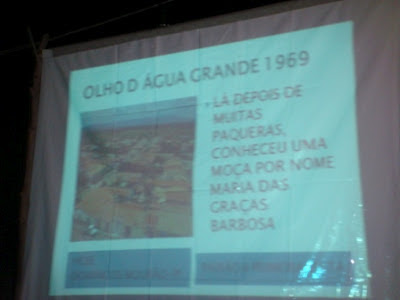 OLHO D ÁGUA GRANDE 1969
• LÁ DEPOIS DE
MUITAS
PAQUERAS,
CONHECEU UMA
MOÇA POR NOME
MARIA DAS
GRAÇAS
BARBOSA